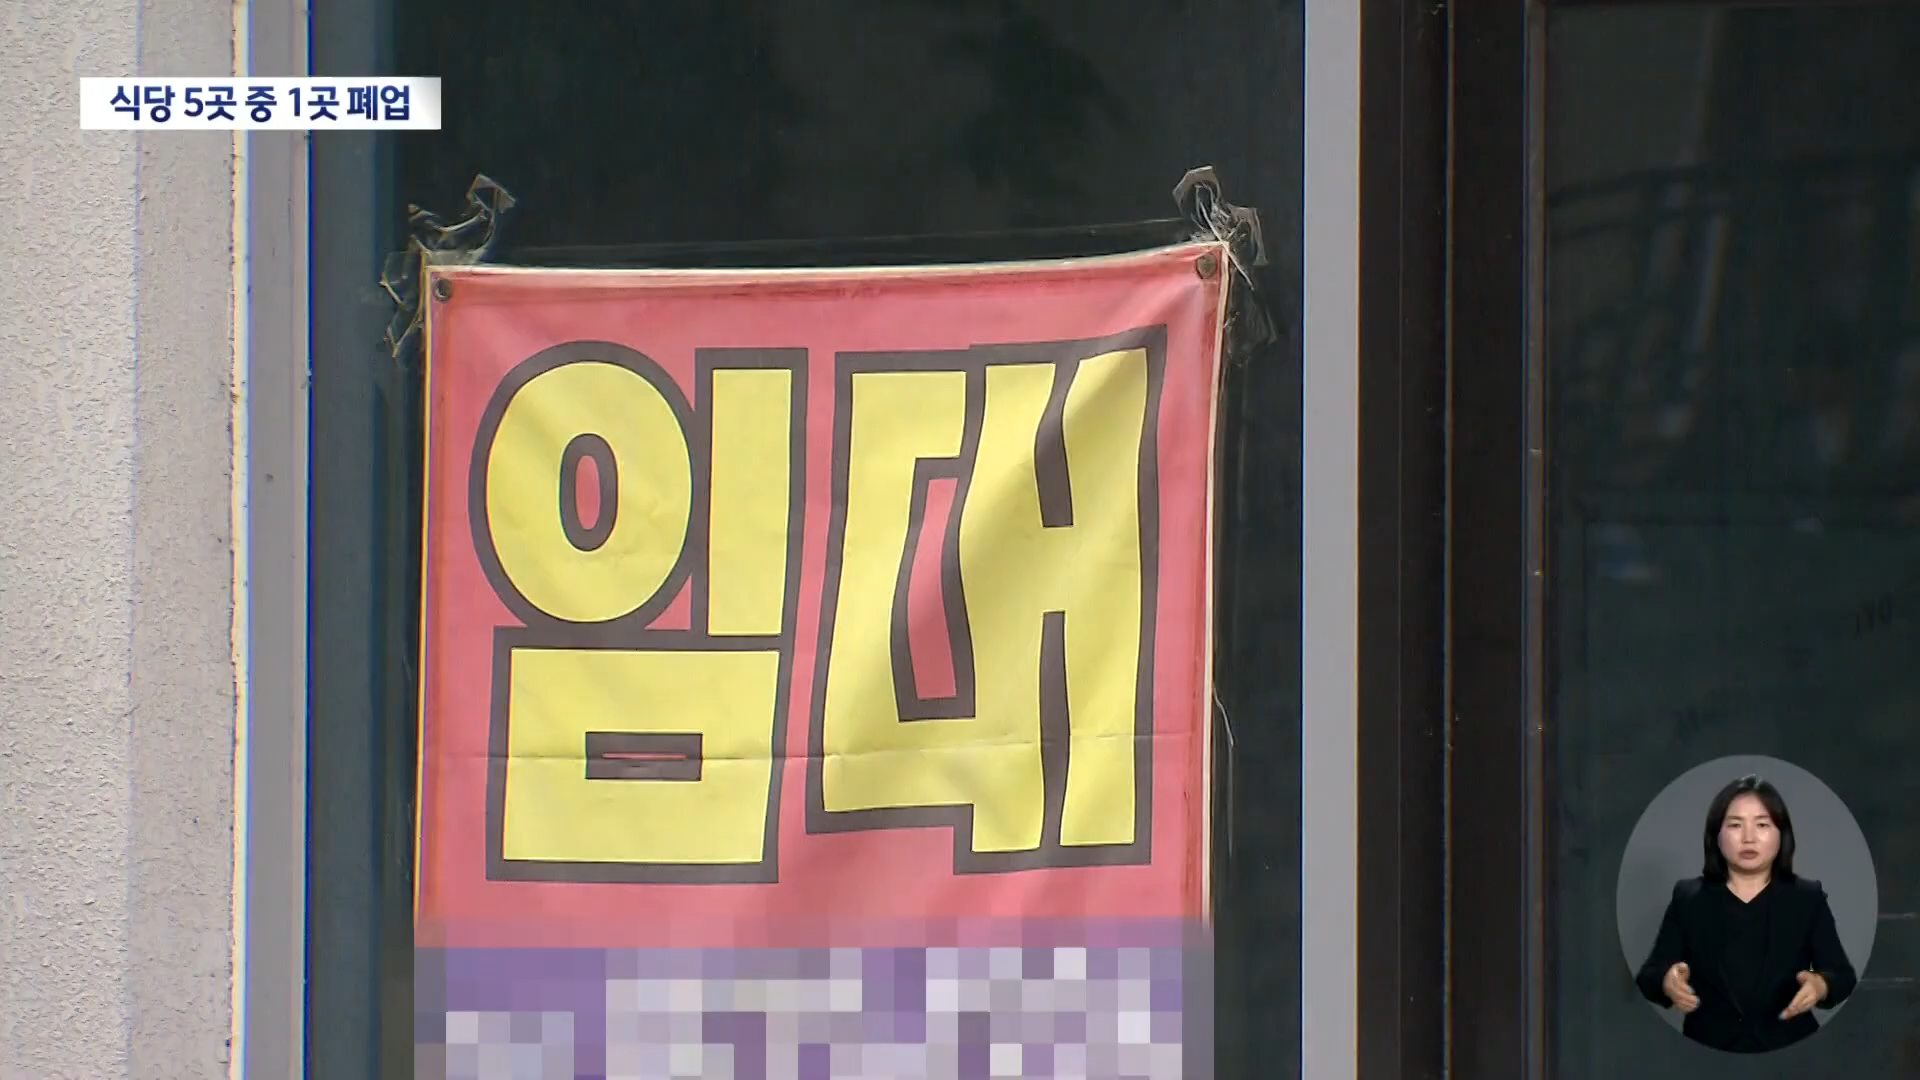 식당 5곳 중 1곳 폐업
임대